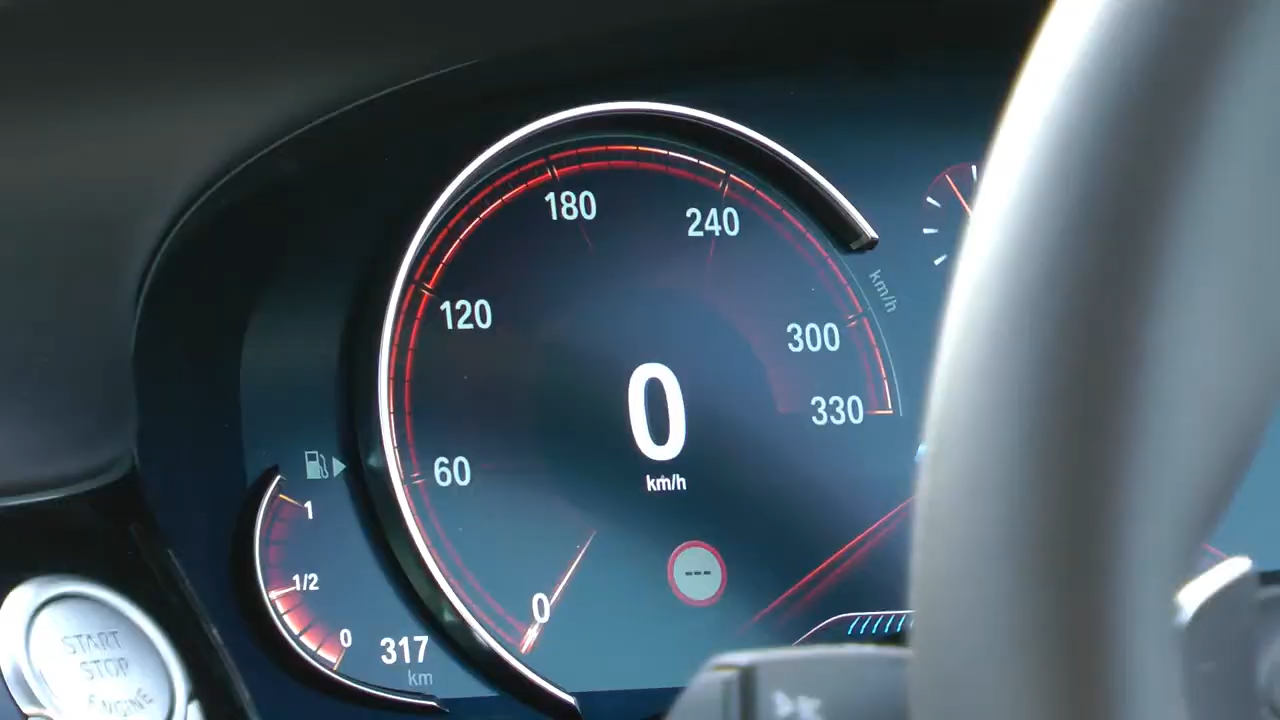 180
240
km/h
120
300
330
0
km/h
60
1
1/2
0
0
---
317
km
START
STOP
ENGINE